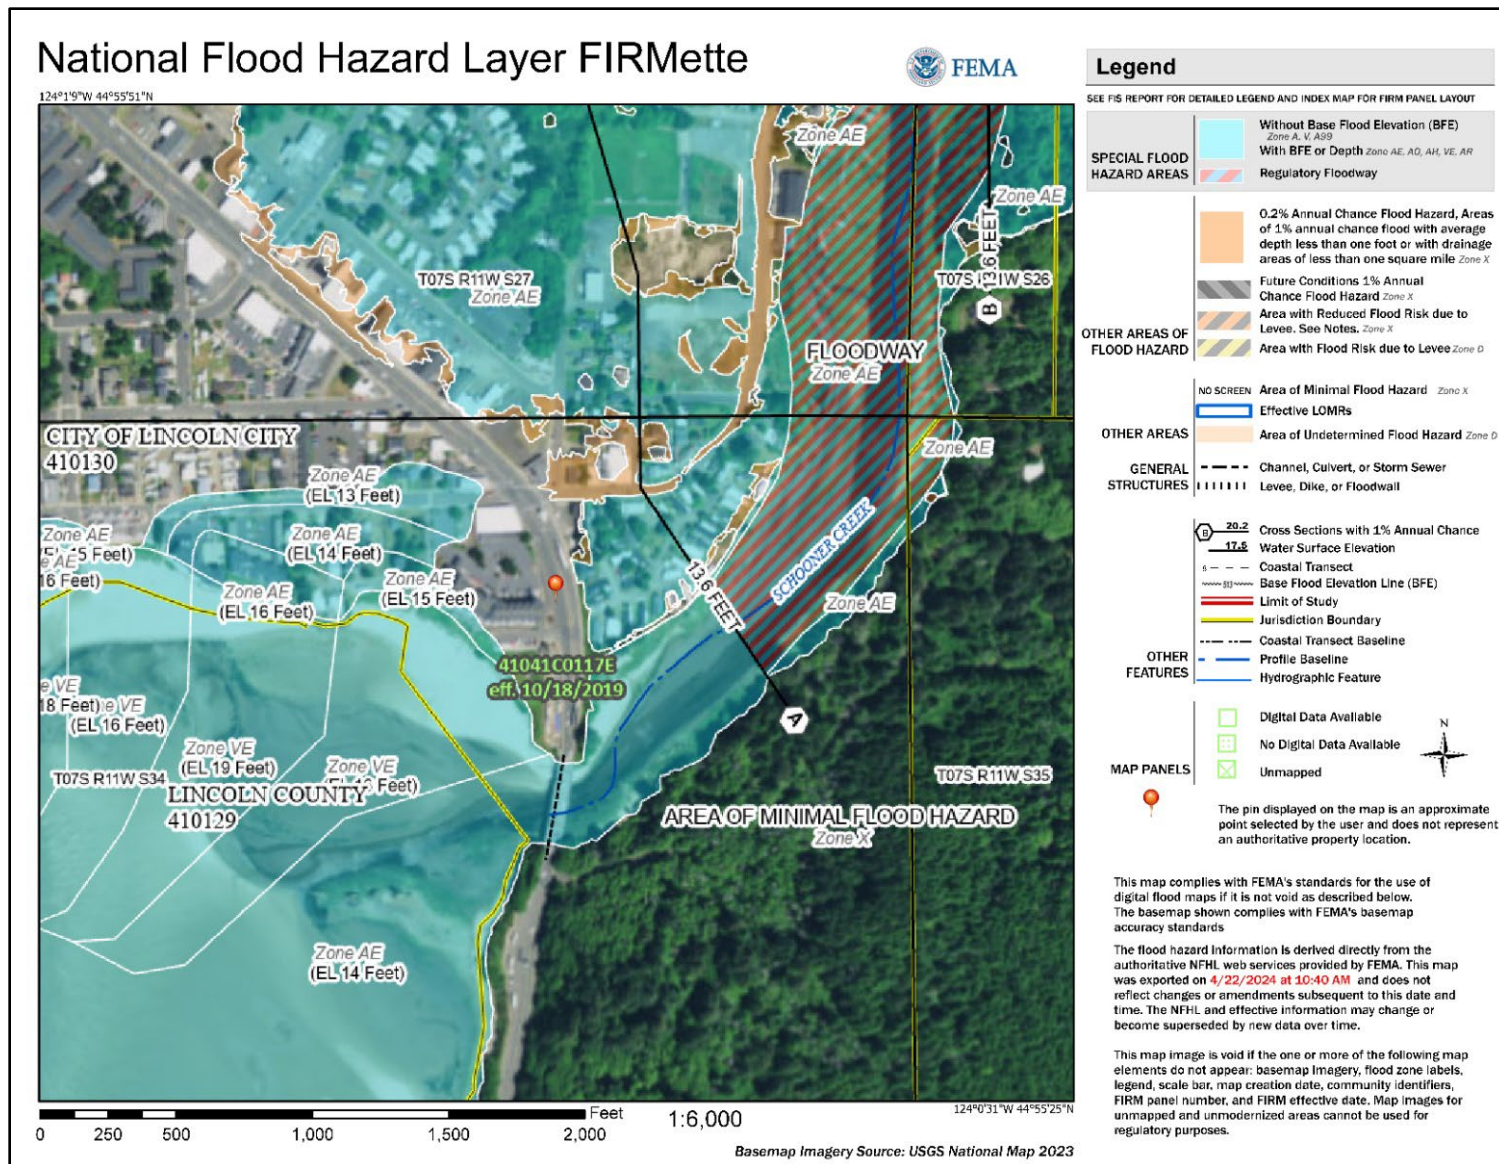 National Flood Hazard Layer FIRMette
FEMA
124°1'9"W 44°55'51"N
Zone AE
Zone AE
T07S R11W S27
Zone AE
B
13.6 FEET
FLOODWAY
Zone AE
CITY OF LINCOLN CITY
410130
Zone AE
Zone AE
(EL 13 Feet)
Zone AE
(EL 14 Feet)
Zone AE
Zone AE
(EL 16 Feet)
Zone AE
(EL 15 Feet)
SCHOONER CREEK
13.6 FEET
Zone AE
41041C0117E
eff. 10/18/2019
A
(EL 16 Feet)
Zone VE
(EL 19 Feet)
Zone VE
T07S R11W S34
LINCOLN COUNTY
410129
T07S R11W S35
AREA OF MINIMAL FLOOD HAZARD
Zone X
Zone AE
(EL 14 Feet)
Feet
0 250 500 1,000 1,500 2,000
1:6,000
124°0'31"W 44°55'25"N
Basemap Imagery Source: USGS National Map 2023
Legend
SEE FIS REPORT FOR DETAILED LEGEND AND INDEX MAP FOR FIRM PANEL LAYOUT
SPECIAL FLOOD
HAZARD AREAS
Without Base Flood Elevation (BFE)
Zone A, V, A99
With BFE or Depth Zone AE, AO, AH, VE, AR
Regulatory Floodway
0.2% Annual Chance Flood Hazard, Areas
of 1% annual chance flood with average
depth less than one foot or with drainage
areas of less than one square mile Zone X
Future Conditions 1% Annual
Chance Flood Hazard Zone X
OTHER AREAS OF
FLOOD HAZARD
Area with Reduced Flood Risk due to
Levee. See Notes. Zone X
Area with Flood Risk due to Levee Zone D
NO SCREEN Area of Minimal Flood Hazard Zone X
Effective LOMRs
OTHER AREAS
Area of Undetermined Flood Hazard Zone D
GENERAL
STRUCTURES
Channel, Culvert, or Storm Sewer
Levee, Dike, or Floodwall
B 20.2 Cross Sections with 1% Annual Chance
17.5 Water Surface Elevation
8 Coastal Transect
513 Base Flood Elevation Line (BFE)
Limit of Study
Jurisdiction Boundary
Coastal Transect Baseline
OTHER
FEATURES
Profile Baseline
Hydrographic Feature
MAP PANELS
Digital Data Available
No Digital Data Available
Unmapped
N
The pin displayed on the map is an approximate
point selected by the user and does not represent
an authoritative property location.
This map complies with FEMA's standards for the use of
digital flood maps if it is not void as described below.
The basemap shown complies with FEMA's basemap
accuracy standards
The flood hazard information is derived directly from the
authoritative NFHL web services provided by FEMA. This map
was exported on 4/22/2024 at 10:40 AM and does not
reflect changes or amendments subsequent to this date and
time. The NFHL and effective information may change or
become superseded by new data over time.
This map image is void if the one or more of the following map
elements do not appear: basemap imagery, flood zone labels,
legend, scale bar, map creation date, community identifiers,
FIRM panel number, and FIRM effective date. Map images for
unmapped and unmodernized areas cannot be used for
regulatory purposes.